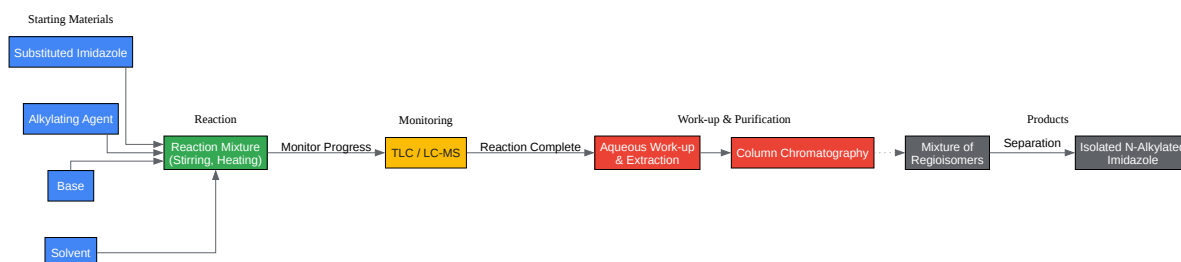 Starting Materials
Substituted Imidazole
Alkylating Agent
Base
Solvent
Reaction
Reaction Mixture
(Stirring, Heating)
Monitor Progress
Monitoring
TLC / LC-MS
Reaction Complete
Work-up & Purification
Aqueous Work-up
& Extraction
Column Chromatography
Products
Mixture of
Regioisomers
Separation
Isolated N-Alkylated
Imidazole